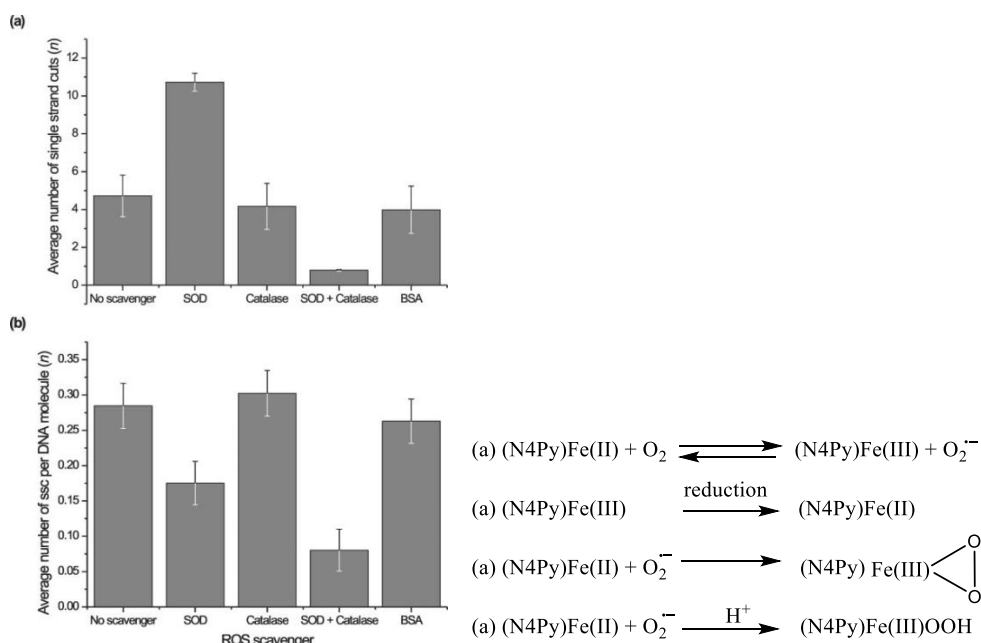 (a)
Average number of single strand cuts (n)
12
10
8
6
4
2
0
No scavenger SOD Catalase SOD + Catalase BSA
(b)
Average number of ssc per DNA molecule (n)
0.35
0.30
0.25
0.20
0.15
0.10
0.05
0.00
No scavenger SOD Catalase SOD + Catalase BSA
ROS scavenger
(a) (N4Py)Fe(II) + O₂ ⇌ (N4Py)Fe(III) + O₂˙⁻
reduction
(a) (N4Py)Fe(III) → (N4Py)Fe(II)
(a) (N4Py)Fe(II) + O₂˙⁻ → (N4Py) Fe(III) O O
H⁺
(a) (N4Py)Fe(II) + O₂˙⁻ → (N4Py)Fe(III)OOH